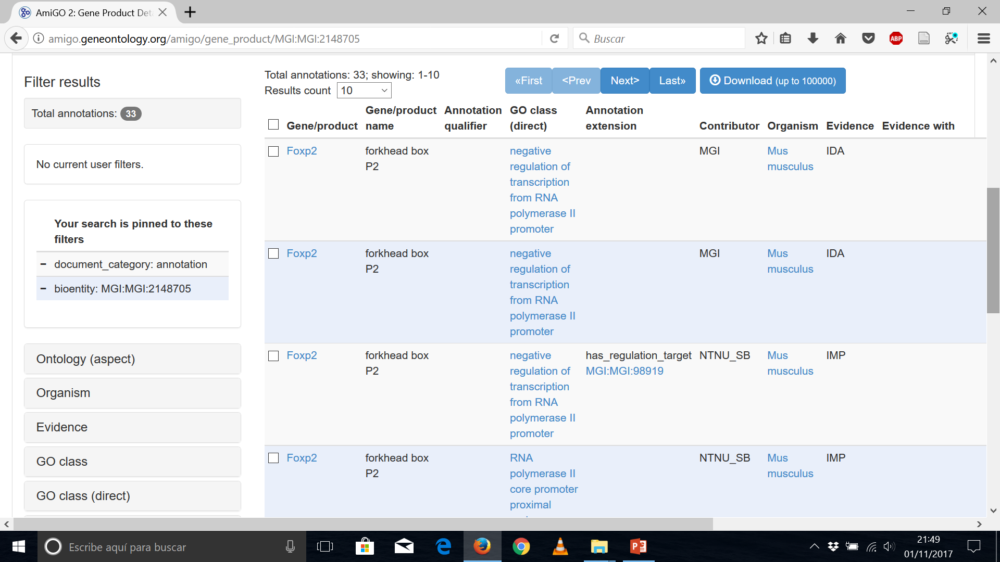 AmiGO 2: Gene Product Det
amigo.geneontology.org/amigo/gene_product/MGI:MGI:2148705
Buscar
ABP
Filter results
Total annotations: 33
No current user filters.
Your search is pinned to these
filters
document_category: annotation
bioentity: MGI:MGI:2148705
Ontology (aspect)
Organism
Evidence
GO class
GO class (direct)
Total annotations: 33; showing: 1-10
Results count 10
«First <Prev Next> Last» Download (up to 100000)
Gene/product Gene/product name Annotation qualifier GO class (direct) Annotation extension Contributor Organism Evidence Evidence with
Foxp2 forkhead box MGI Mus IDA
P2 musculus
negative
regulation of
transcription
from RNA
polymerase II
promoter
Foxp2 forkhead box MGI Mus IDA
P2 musculus
negative
regulation of
transcription
from RNA
polymerase II
promoter
Foxp2 forkhead box has_regulation_target NTNU_SB Mus IMP
P2 MGI:MGI:98919 musculus
negative
regulation of
transcription
from RNA
polymerase II
promoter
Foxp2 forkhead box NTNU_SB Mus IMP
P2 musculus
RNA
polymerase II
core promoter
proximal
Escribe aquí para buscar
21:49
01/11/2017